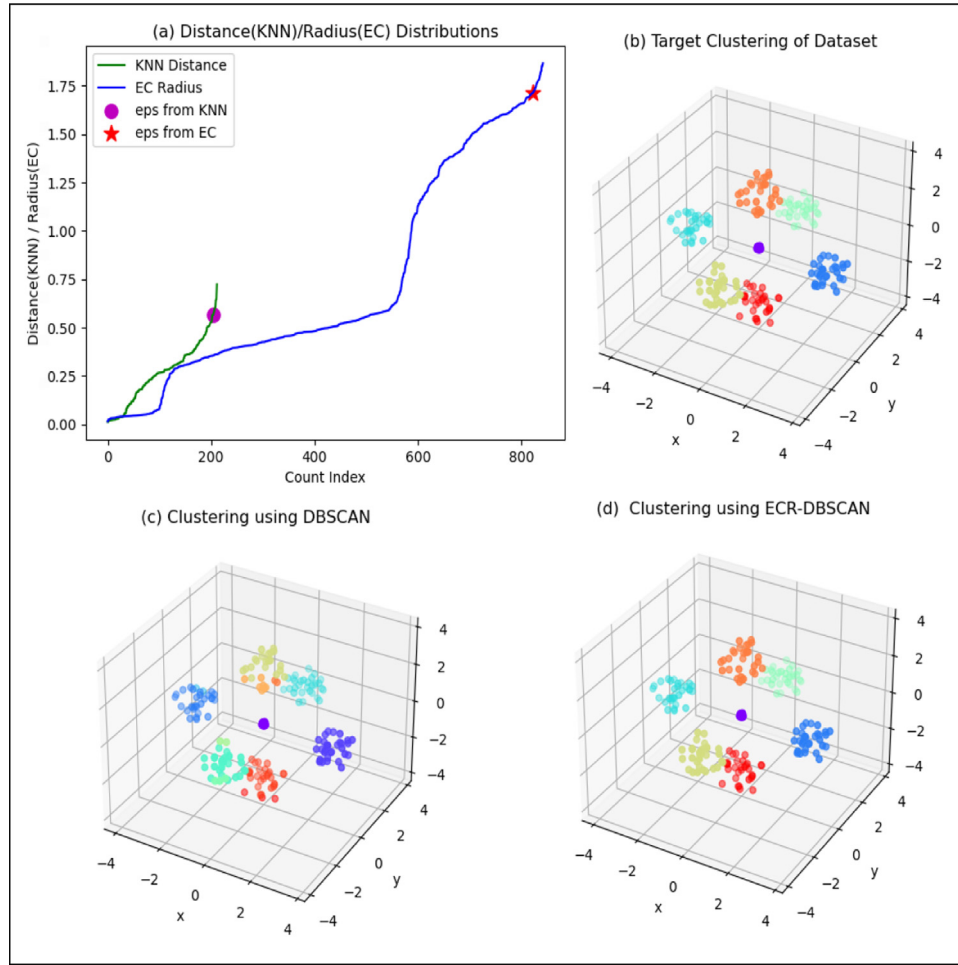 (a) Distance(KNN)/Radius(EC) Distributions
Distance(KNN) / Radius(EC)
1.75
1.50
1.25
1.00
0.75
0.50
0.25
0.00
KNN Distance
EC Radius
eps from KNN
eps from EC
0 200 400 600 800
Count Index
(b) Target Clustering of Dataset
4
2
0
−2
−4
−4 −2 0 2 4
x
−4 −2 0 2 4
y
(c) Clustering using DBSCAN
4
2
0
−2
−4
−4 −2 0 2 4
x
−4 −2 0 2 4
y
(d) Clustering using ECR-DBSCAN
4
2
0
−2
−4
−4 −2 0 2 4
x
−4 −2 0 2 4
y